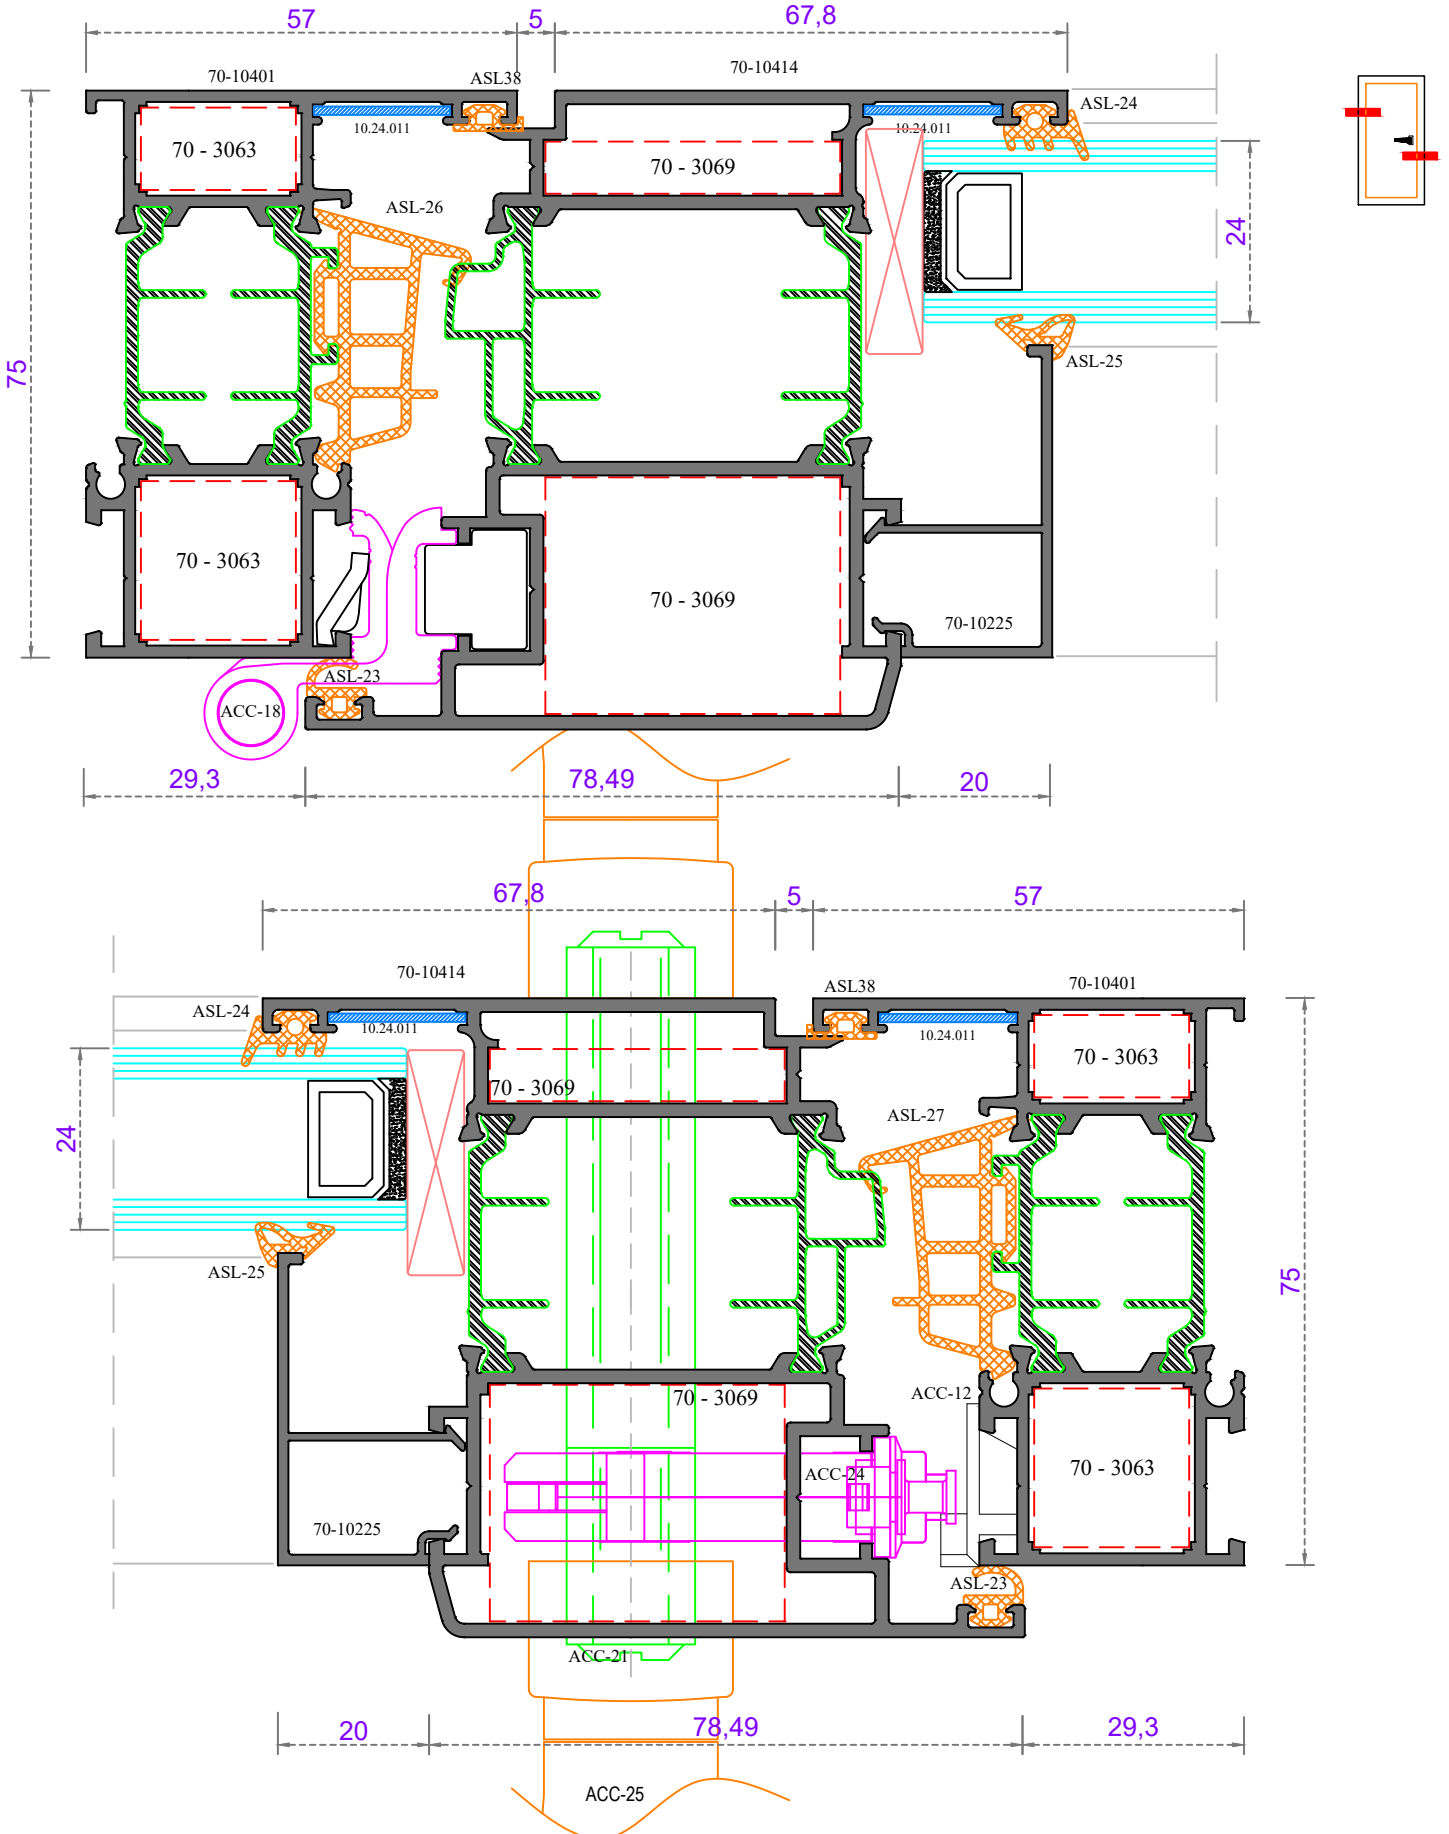 57
5
67,8
70-10401
ASL38
70-10414
ASL-24
10.24.011
10.24.011
70 - 3063
70 - 3069
ASL-26
24
75
ASL-25
70 - 3063
70 - 3069
70-10225
ASL-23
ACC-18
29,3
78,49
20
67,8
5
57
70-10414
ASL38
70-10401
ASL-24
10.24.011
10.24.011
70 - 3069
70 - 3063
ASL-27
24
ASL-25
75
70 - 3069
ACC-12
ACC-24
70 - 3063
70-10225
ASL-23
ACC-21
20
78,49
29,3
ACC-25